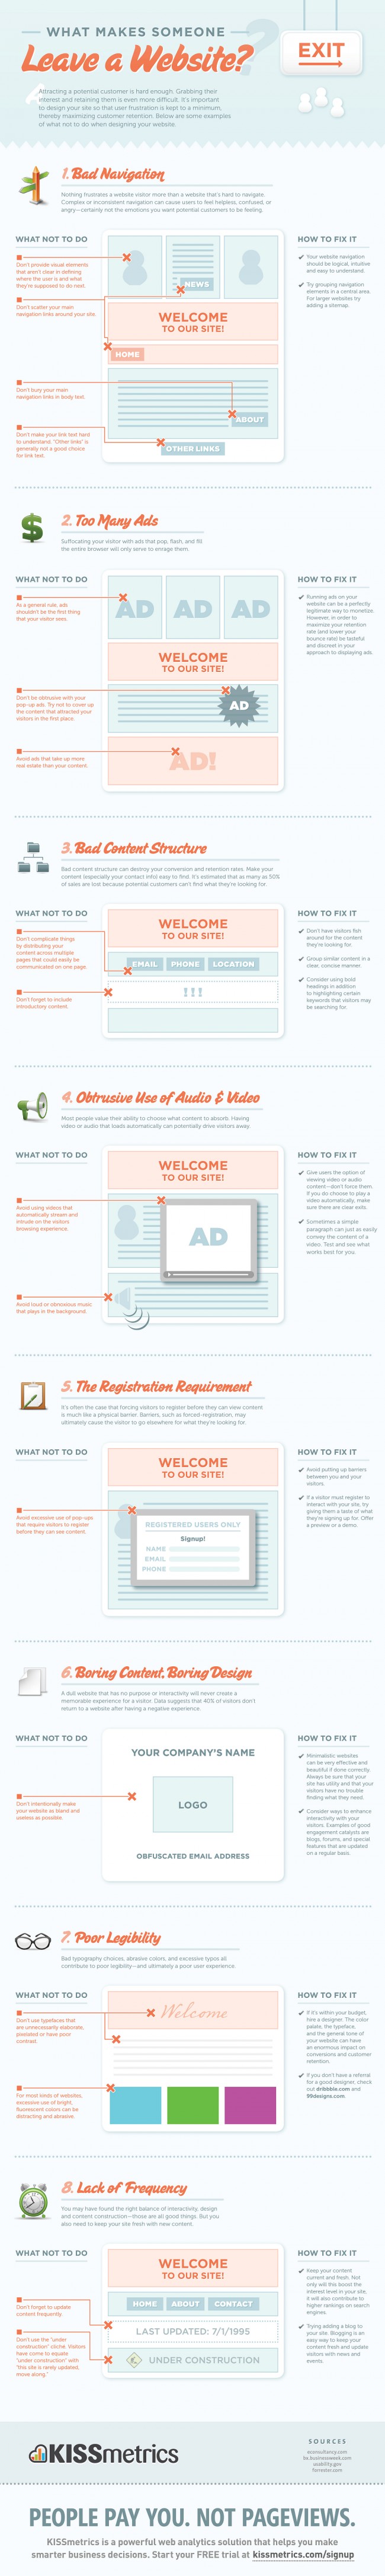 WHAT MAKES SOMEONE
Leave a Website?
EXIT
Attracting a potential customer is hard enough. Grabbing their
interest and retaining them is even more difficult. It's important
to design your site so that user frustration is kept to a minimum,
thereby maximizing customer retention. Below are some examples
of what not to do when designing your website.
1. Bad Navigation
Nothing frustrates a website visitor more than a website that's hard to navigate.
Complex or inconsistent navigation can cause users to feel helpless, confused, or
angry—certainly not the emotions you want potential customers to be feeling.
WHAT NOT TO DO
Don't provide visual elements
that aren't clear in defining
where the user is and what
they're supposed to do next.
Don't scatter your main
navigation links around your site.
Don't bury your main
navigation links in body text.
Don't make your link text hard
to understand. "Other links" is
generally not a good choice
for link text.
NEWS
WELCOME
TO OUR SITE!
HOME
ABOUT
OTHER LINKS
HOW TO FIX IT
Your website navigation
should be logical, intuitive
and easy to understand.
Try grouping navigation
elements in a central area.
For larger websites try
adding a sitemap.
2. Too Many Ads
Suffocating your visitor with ads that pop, flash, and fill
the entire browser will only serve to enrage them.
WHAT NOT TO DO
As a general rule, ads
shouldn't be the first thing
that your visitor sees.
Don't be obtrusive with your
pop-up ads. Try not to cover up
the content that attracted your
visitors in the first place.
Avoid ads that take up more
real estate than your content.
AD AD AD
WELCOME
TO OUR SITE!
AD
AD!
HOW TO FIX IT
Running ads on your
website can be a perfectly
legitimate way to monetize.
However, in order to
maximize your retention
rate (and lower your
bounce rate) be tasteful
and discreet in your
approach to displaying ads.
3. Bad Content Structure
Bad content structure can destroy your conversion and retention rates. Make your
content (especially your contact info) easy to find. It's estimated that as many as 50%
of sales are lost because potential customers can't find what they're looking for.
WHAT NOT TO DO
Don't complicate things
by distributing your
content across multiple
pages that could easily be
communicated on one page.
Don't forget to include
introductory content.
WELCOME
TO OUR SITE!
EMAIL PHONE LOCATION
!!!
HOW TO FIX IT
Don't have visitors fish
around for the content
they're looking for.
Group similar content in a
clear, concise manner.
Consider using bold
headings in addition
to highlighting certain
keywords that visitors may
be searching for.
4. Obtrusive Use of Audio & Video
Most people value their ability to choose what content to absorb. Having
video or audio that loads automatically can potentially drive visitors away.
WHAT NOT TO DO
Avoid using videos that
automatically stream and
intrude on the visitors
browsing experience.
Avoid loud or obnoxious music
that plays in the background.
WELCOME
TO OUR SITE!
AD
HOW TO FIX IT
Give users the option of
viewing video or audio
content—don't force them.
If you do choose to play a
video automatically, make
sure there are clear exits.
Sometimes a simple
paragraph can just as easily
convey the content of a
video. Test and see what
works best for you.
5. The Registration Requirement
It's often the case that forcing visitors to register before they can view content
is much like a physical barrier. Barriers, such as forced-registration, may
ultimately cause the visitor to go elsewhere for what they're looking for.
WHAT NOT TO DO
Avoid excessive use of pop-ups
that require visitors to register
before they can see content.
WELCOME
TO OUR SITE!
REGISTERED USERS ONLY
Signup!
NAME
EMAIL
PHONE
HOW TO FIX IT
Avoid putting up barriers
between you and your
visitors.
If a visitor must register to
interact with your site, try
giving them a taste of what
they're signing up for. Offer
a preview or a demo.
6. Boring Content, Boring Design
A dull website that has no purpose or interactivity will never create a
memorable experience for a visitor. Data suggests that 40% of visitors don't
return to a website after having a negative experience.
WHAT NOT TO DO
Don't intentionally make
your website as bland and
useless as possible.
YOUR COMPANY'S NAME
LOGO
OBFUSCATED EMAIL ADDRESS
HOW TO FIX IT
Minimalistic websites
can be very effective and
beautiful if done correctly.
Always be sure that your
site has utility and that your
visitors have no trouble
finding what they need.
Consider ways to enhance
interactivity with your
visitors. Examples of good
engagement catalysts are
blogs, forums, and special
features that are updated
on a regular basis.
7. Poor Legibility
Bad typography choices, abrasive colors, and excessive typos all
contribute to poor legibility—and ultimately a poor user experience.
WHAT NOT TO DO
Don't use typefaces that
are unnecessarily elaborate,
pixelated or have poor
contrast.
For most kinds of websites,
excessive use of bright,
fluorescent colors can be
distracting and abrasive.
Welcome
HOW TO FIX IT
If it's within your budget,
hire a designer. The color
palate, the typeface,
and the general tone of
your website can have
an enormous impact on
conversions and customer
retention.
If you don't have a referral
for a good designer, check
out dribbble.com and
99designs.com.
8. Lack of Frequency
You may have found the right balance of interactivity, design
and content construction—those are all good things. But you
also need to keep your site fresh with new content.
WHAT NOT TO DO
Don't forget to update
content frequently.
Don't use the "under
construction" cliché. Visitors
have come to equate
"under construction" with
"this site is rarely updated,
move along."
WELCOME
TO OUR SITE!
HOME ABOUT CONTACT
LAST UPDATED: 7/1/1995
UNDER CONSTRUCTION
HOW TO FIX IT
Keep your content
current and fresh. Not
only will this boost the
interest level in your site,
it will also contribute to
higher rankings on search
engines.
Trying adding a blog to
your site. Blogging is an
easy way to keep your
content fresh and update
visitors with news and
events.
KISSmetrics
SOURCES
econsultancy.com
bx.businessweek.com
usability.gov
forrester.com
PEOPLE PAY YOU. NOT PAGEVIEWS.
KISSmetrics is a powerful web analytics solution that helps you make
smarter business decisions. Start your FREE trial at kissmetrics.com/signup